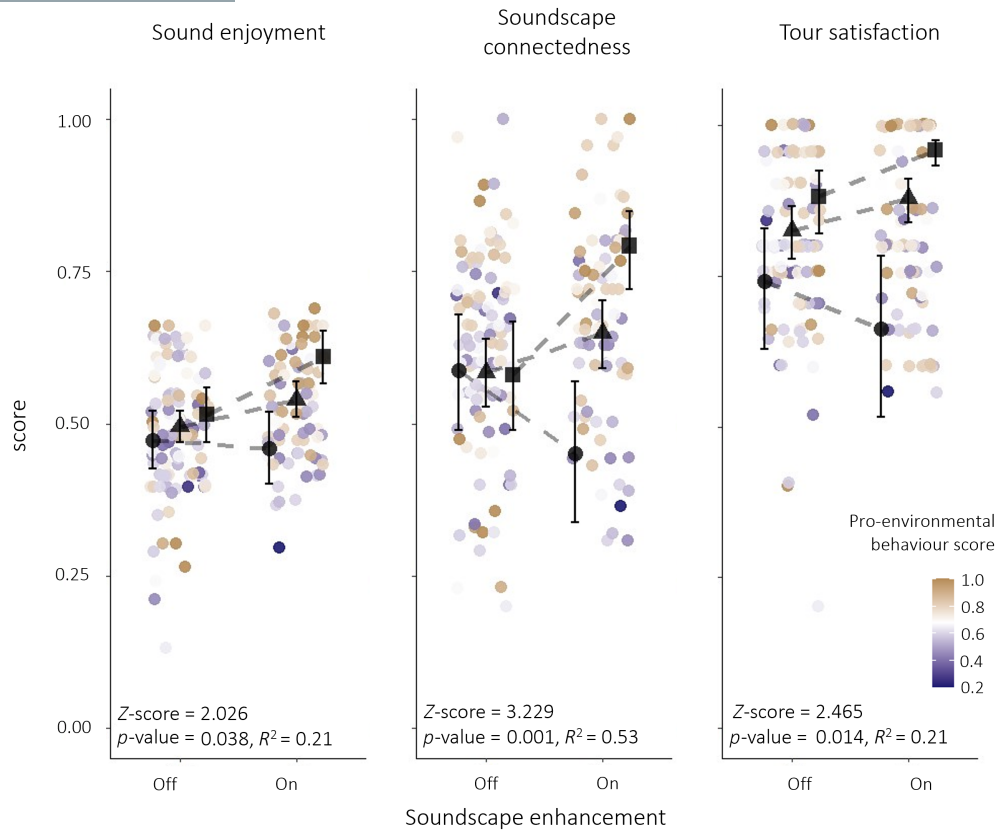 Sound enjoyment
Soundscape
connectedness
Tour satisfaction
score
1.00
0.75
0.50
0.25
0.00
Z-score = 2.026
p-value = 0.038, R² = 0.21
Z-score = 3.229
p-value = 0.001, R² = 0.53
Z-score = 2.465
p-value = 0.014, R² = 0.21
Pro-environmental
behaviour score
1.0
0.8
0.6
0.4
0.2
Off On
Off On
Off On
Soundscape enhancement